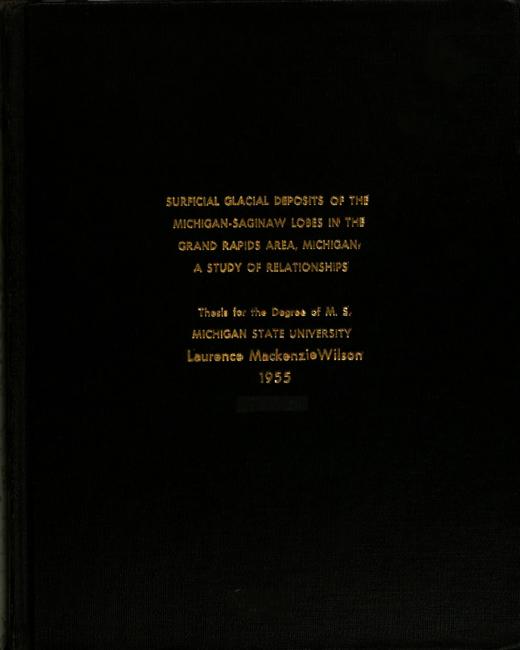 SURFICIAL GLACIAL DEPOSITS OF THE
MICHIGAN-SAGINAW LOBES IN THE
GRAND RAPIDS AREA, MICHIGAN,
A STUDY OF RELATIONSHIPS
Thesis for the Degree of M. S.
MICHIGAN STATE UNIVERSITY
Laurence Mackenzie Wilson
1955